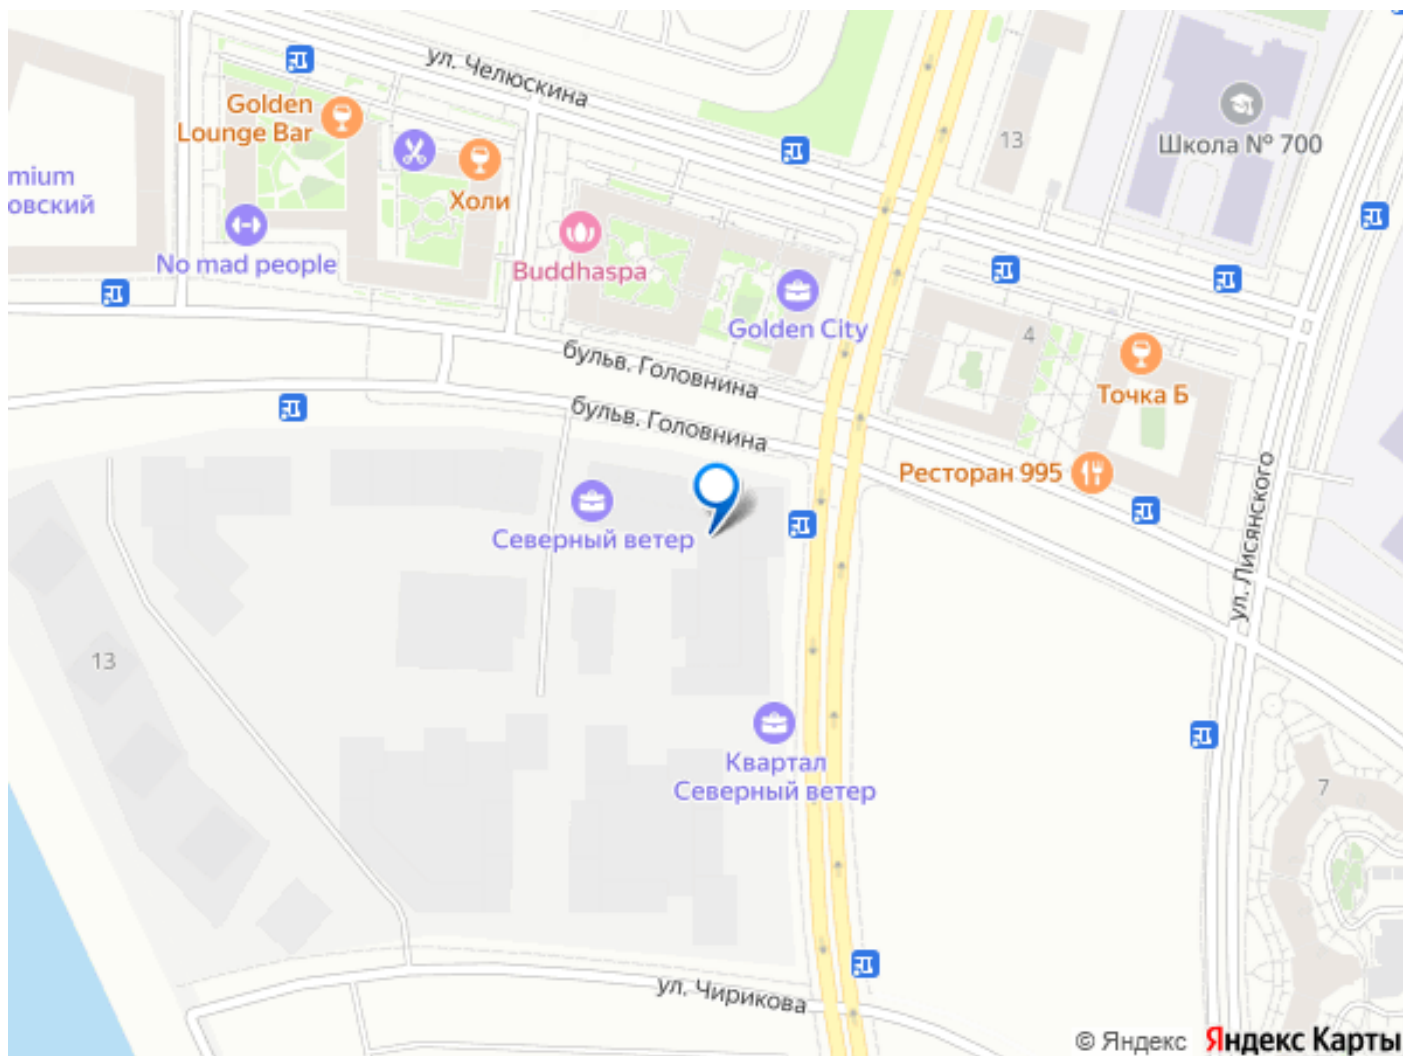 ул. Челюскина
Golden
Lounge Bar
Холи
13
Школа № 700
mium
овский
No mad people
Buddhaspa
Golden City
4
Точка Б
бульв. Головнина
бульв. Головнина
Ресторан 995
Северный ветер
ул. Лисянского
13
Квартал
Северный ветер
7
ул. Чирикова
© Яндекс Яндекс Карты